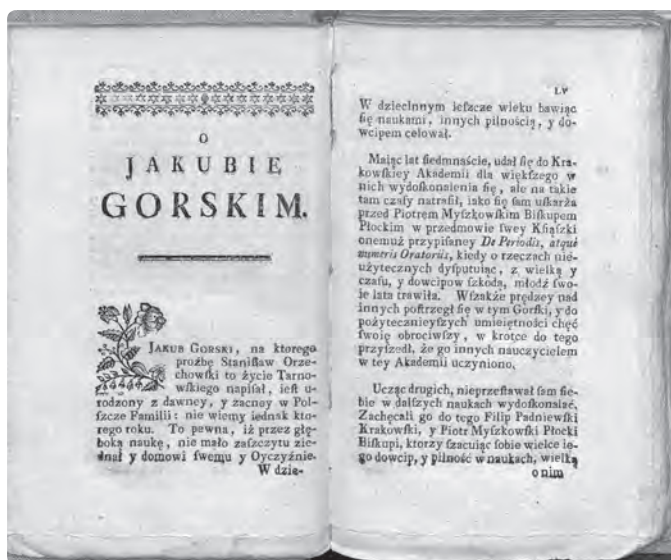 O
JAKUBIE
GORSKIM.
JAKUB GORSKI, na ktorego
proźbę Staniſław Orze-
chowſki to życie Tarno-
wſkiego napiſał, ieſt u-
rodzony z dawney, y zacney w Pol-
ſzcze Familii: nie wiemy iednak kto-
rego roku. To pewna, iż przez głę-
boką naukę, nie mało zaſzczytu zie-
dnał y domowi ſwemu y Oyczyźnie.
W dzie-
LV
W dziecinnym ieſzcze wieku bawiąc
ſię naukami, innych pilnością, y do-
wcipem celował.
Maiąc lat ſiedmnaście, udał ſię do Kra-
kowſkiey Akademii dla więkſzego w
nich wydoſkonalenia ſię, ale na takie
tam czaſy natrafił, iako ſię ſam uſkarża
przed Piotrem Myſzkowſkim Biſkupem
Płockim w przedmowie ſwey Kſiąſzki
onemuż przypiſaney De Periodis, atque
numeris Oratoriis, kiedy o rzeczach nie-
użytecznych dyſputuiąc, z wielką y
czaſu, y dowcipow ſzkodą, młodź ſwo-
ie lata trawiła. Wſzakże prędzey nad
innych poſtrzegł ſię w tym Gorſki, y do
pożytecznieyſzych umieiętności chęć
ſwoię obrociwſzy, w krotce do tego
przyſzedł, że go innych nauczycielem
w tey Akademii uczyniono.
Ucząc drugich, nieprzeſtawał ſam ſie-
bie w dalſzych naukach wydoſkonalać.
Zachęcali go do tego Filip Padniewſki
Krakowſki, y Piotr Myſzkowſki Płocki
Biſkupi, ktorzy ſzacuiąc ſobie wielce ie-
go dowcip, y pilność w naukach, wielką
o nim